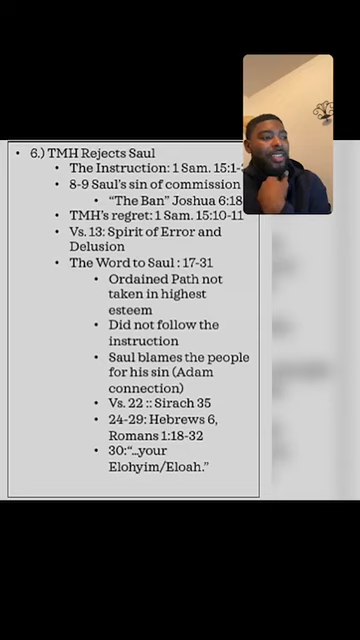 • 6.) TMH Rejects Saul
• The Instruction: 1 Sam. 15:1-
• 8-9 Saul's sin of commission
• "The Ban" Joshua 6:18
• TMH's regret: 1 Sam. 15:10-11
• Vs. 13: Spirit of Error and
Delusion
• The Word to Saul : 17-31
• Ordained Path not
taken in highest
esteem
• Did not follow the
instruction
• Saul blames the people
for his sin (Adam
connection)
• Vs. 22 :: Sirach 35
• 24-29: Hebrews 6,
Romans 1:18-32
• 30:"...your
Elohyim/Eloah."